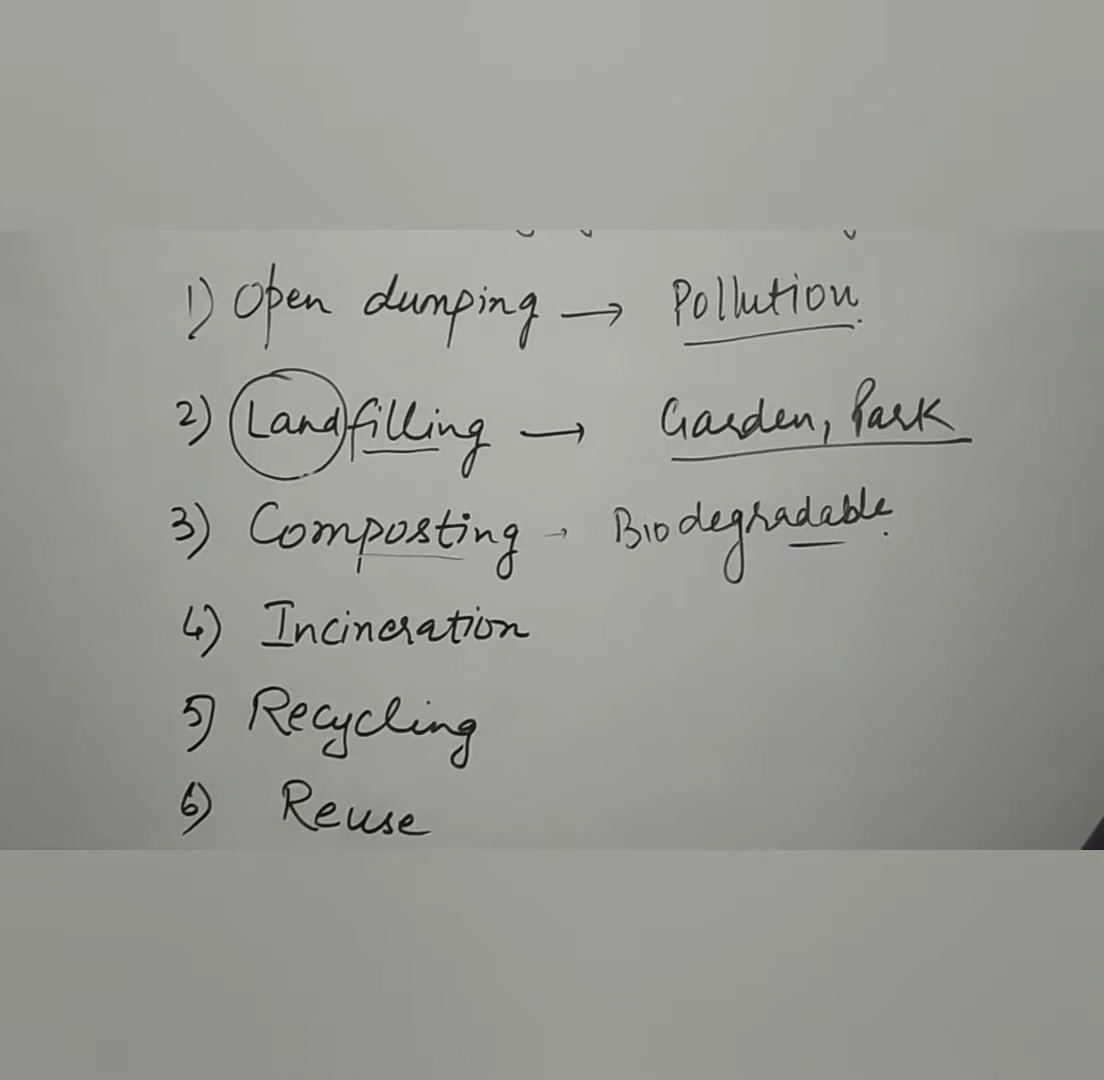 1) Open dumping → Pollution.
2) Landfilling → Garden, Park
3) Composting → Biodegradable.
4) Incineration
5) Recycling
6) Reuse